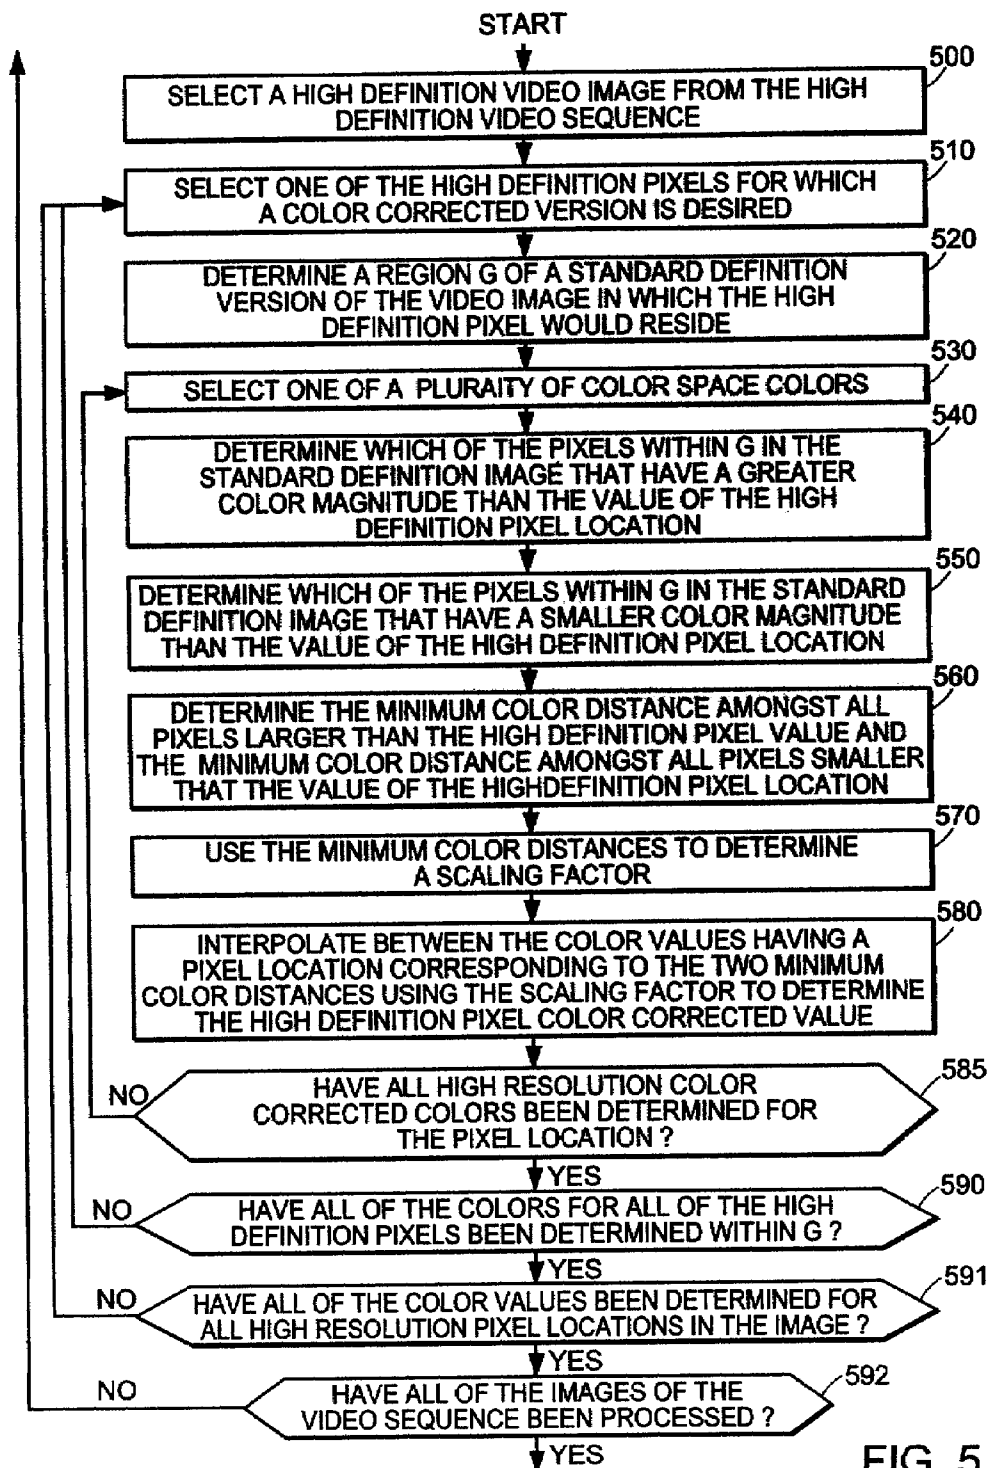 START
500
SELECT A HIGH DEFINITION VIDEO IMAGE FROM THE HIGH
DEFINITION VIDEO SEQUENCE
510
SELECT ONE OF THE HIGH DEFINITION PIXELS FOR WHICH
A COLOR CORRECTED VERSION IS DESIRED
520
DETERMINE A REGION G OF A STANDARD DEFINITION
VERSION OF THE VIDEO IMAGE IN WHICH THE HIGH
DEFINITION PIXEL WOULD RESIDE
530
SELECT ONE OF A PLURAITY OF COLOR SPACE COLORS
540
DETERMINE WHICH OF THE PIXELS WITHIN G IN THE
STANDARD DEFINITION IMAGE THAT HAVE A GREATER
COLOR MAGNITUDE THAN THE VALUE OF THE HIGH
DEFINITION PIXEL LOCATION
550
DETERMINE WHICH OF THE PIXELS WITHIN G IN THE STANDARD
DEFINITION IMAGE THAT HAVE A SMALLER COLOR MAGNITUDE
THAN THE VALUE OF THE HIGH DEFINITION PIXEL LOCATION
560
DETERMINE THE MINIMUM COLOR DISTANCE AMONGST ALL
PIXELS LARGER THAN THE HIGH DEFINITION PIXEL VALUE AND
THE MINIMUM COLOR DISTANCE AMONGST ALL PIXELS SMALLER
THAT THE VALUE OF THE HIGHDEFINITION PIXEL LOCATION
570
USE THE MINIMUM COLOR DISTANCES TO DETERMINE
A SCALING FACTOR
580
INTERPOLATE BETWEEN THE COLOR VALUES HAVING A
PIXEL LOCATION CORRESPONDING TO THE TWO MINIMUM
COLOR DISTANCES USING THE SCALING FACTOR TO DETERMINE
THE HIGH DEFINITION PIXEL COLOR CORRECTED VALUE
585
NO
HAVE ALL HIGH RESOLUTION COLOR
CORRECTED COLORS BEEN DETERMINED FOR
THE PIXEL LOCATION ?
YES
590
NO
HAVE ALL OF THE COLORS FOR ALL OF THE HIGH
DEFINITION PIXELS BEEN DETERMINED WITHIN G ?
YES
591
NO
HAVE ALL OF THE COLOR VALUES BEEN DETERMINED FOR
ALL HIGH RESOLUTION PIXEL LOCATIONS IN THE IMAGE ?
YES
592
NO
HAVE ALL OF THE IMAGES OF THE
VIDEO SEQUENCE BEEN PROCESSED ?
YES
FIG. 5